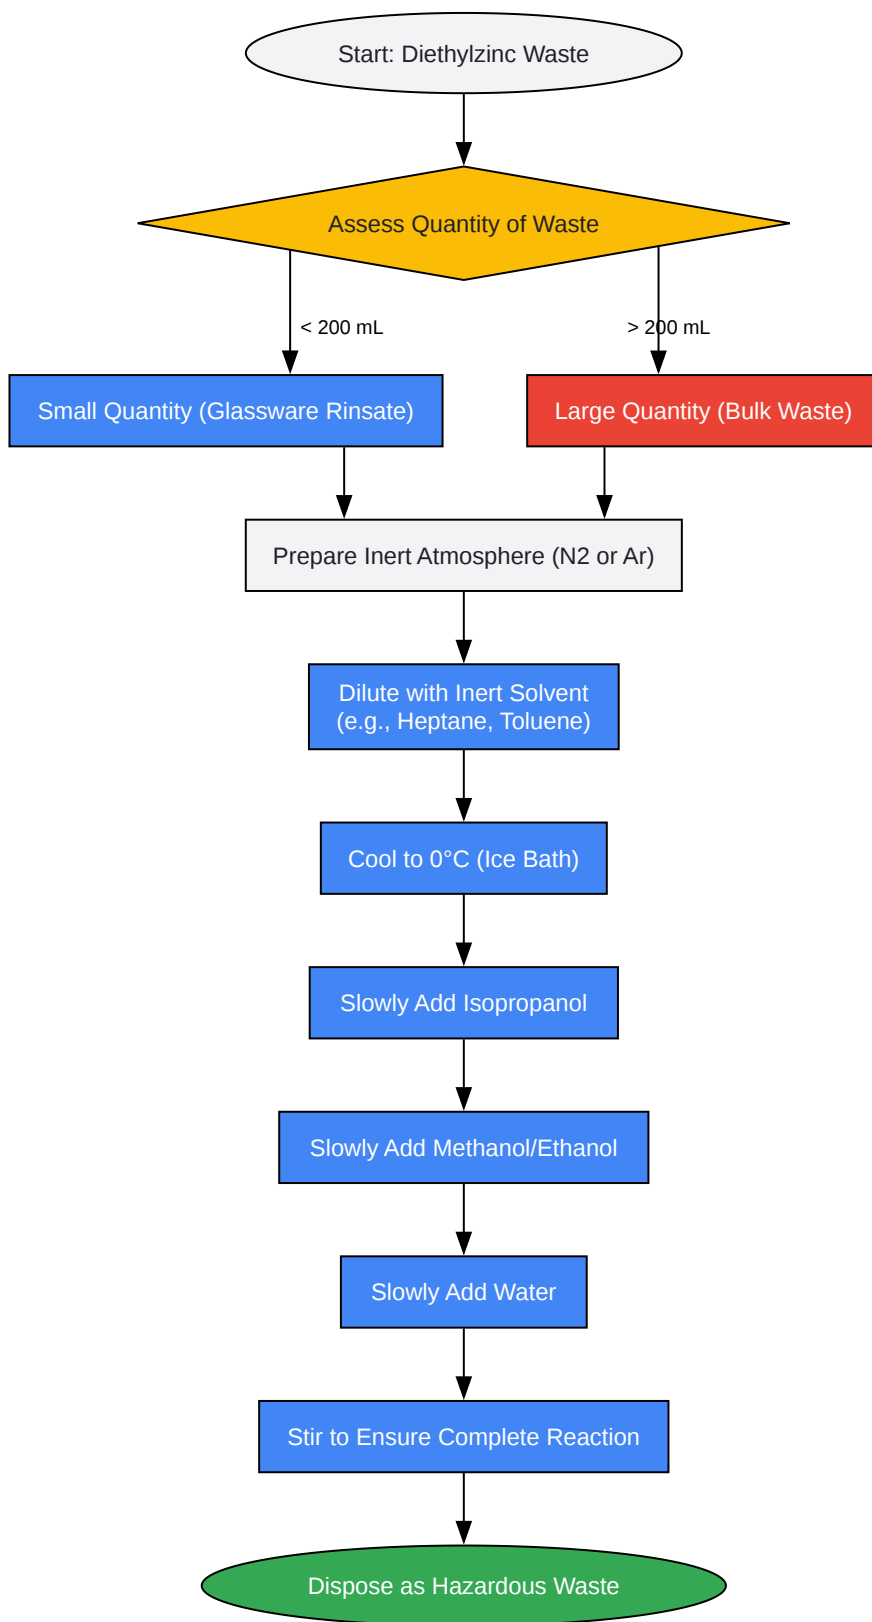 Start: Diethylzinc Waste
Assess Quantity of Waste
< 200 mL
> 200 mL
Small Quantity (Glassware Rinsate)
Large Quantity (Bulk Waste)
Prepare Inert Atmosphere (N2 or Ar)
Dilute with Inert Solvent
(e.g., Heptane, Toluene)
Cool to 0°C (Ice Bath)
Slowly Add Isopropanol
Slowly Add Methanol/Ethanol
Slowly Add Water
Stir to Ensure Complete Reaction
Dispose as Hazardous Waste